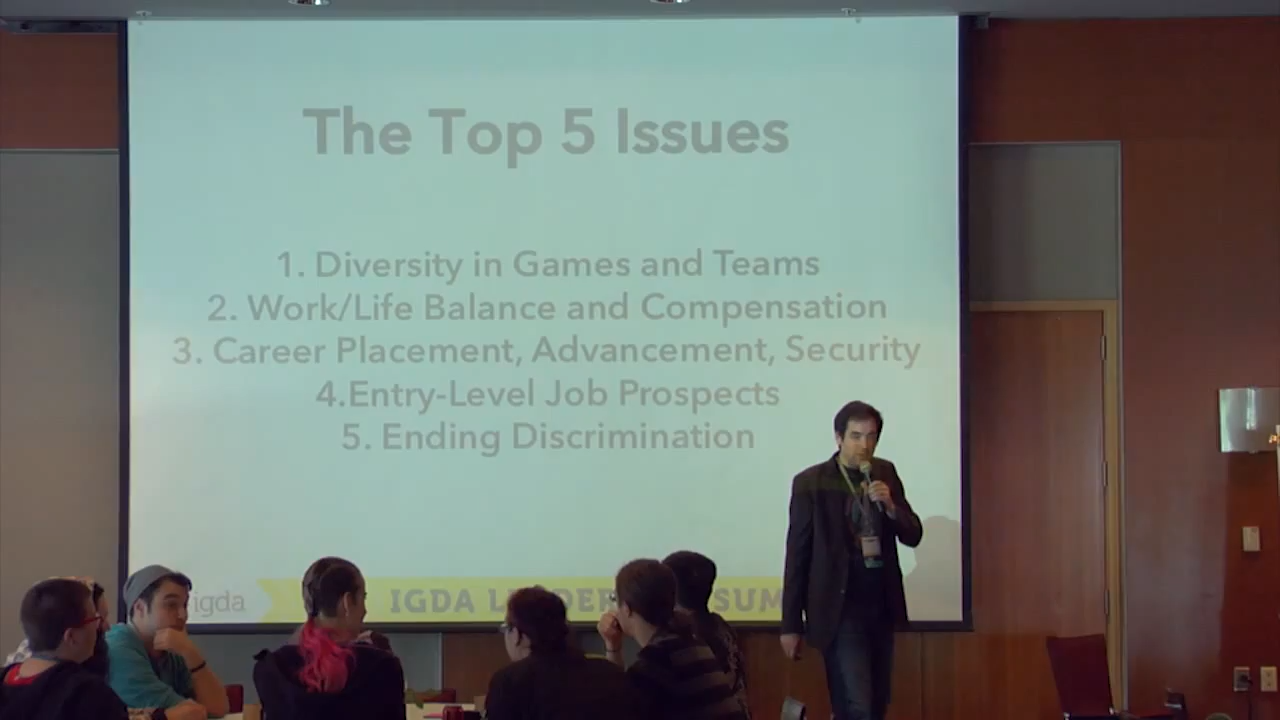 The Top 5 Issues
1. Diversity in Games and Teams
2. Work/Life Balance and Compensation
3. Career Placement, Advancement, Security
4.Entry-Level Job Prospects
5. Ending Discrimination
igda
IGDA